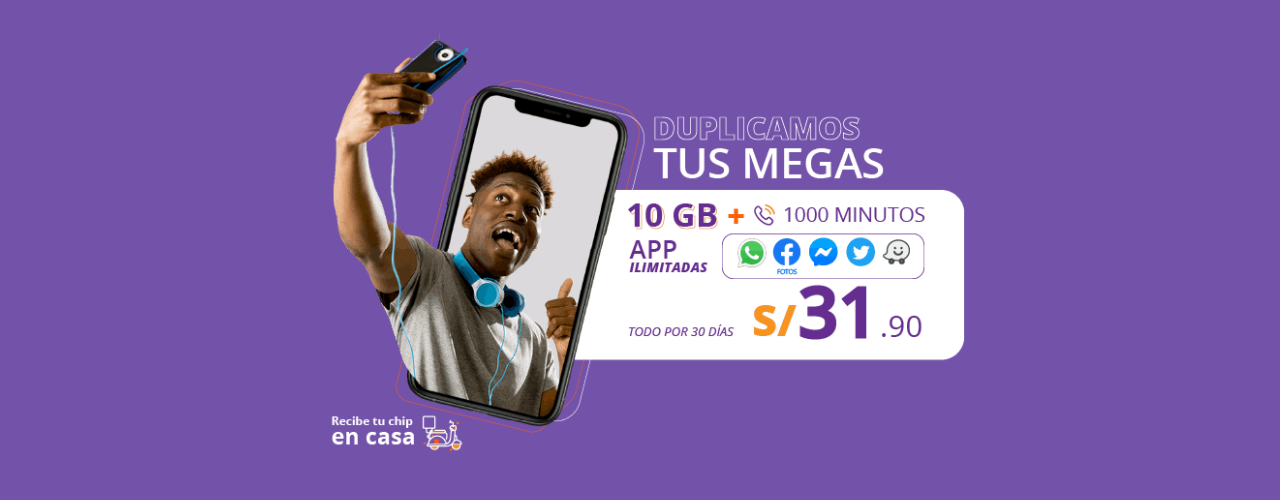 DUPLICAMOS
TUS MEGAS
10 GB + 1000 MINUTOS
APP
ILIMITADAS
FOTOS
TODO POR 30 DÍAS
S/31.90
Recibe tu chip
en casa